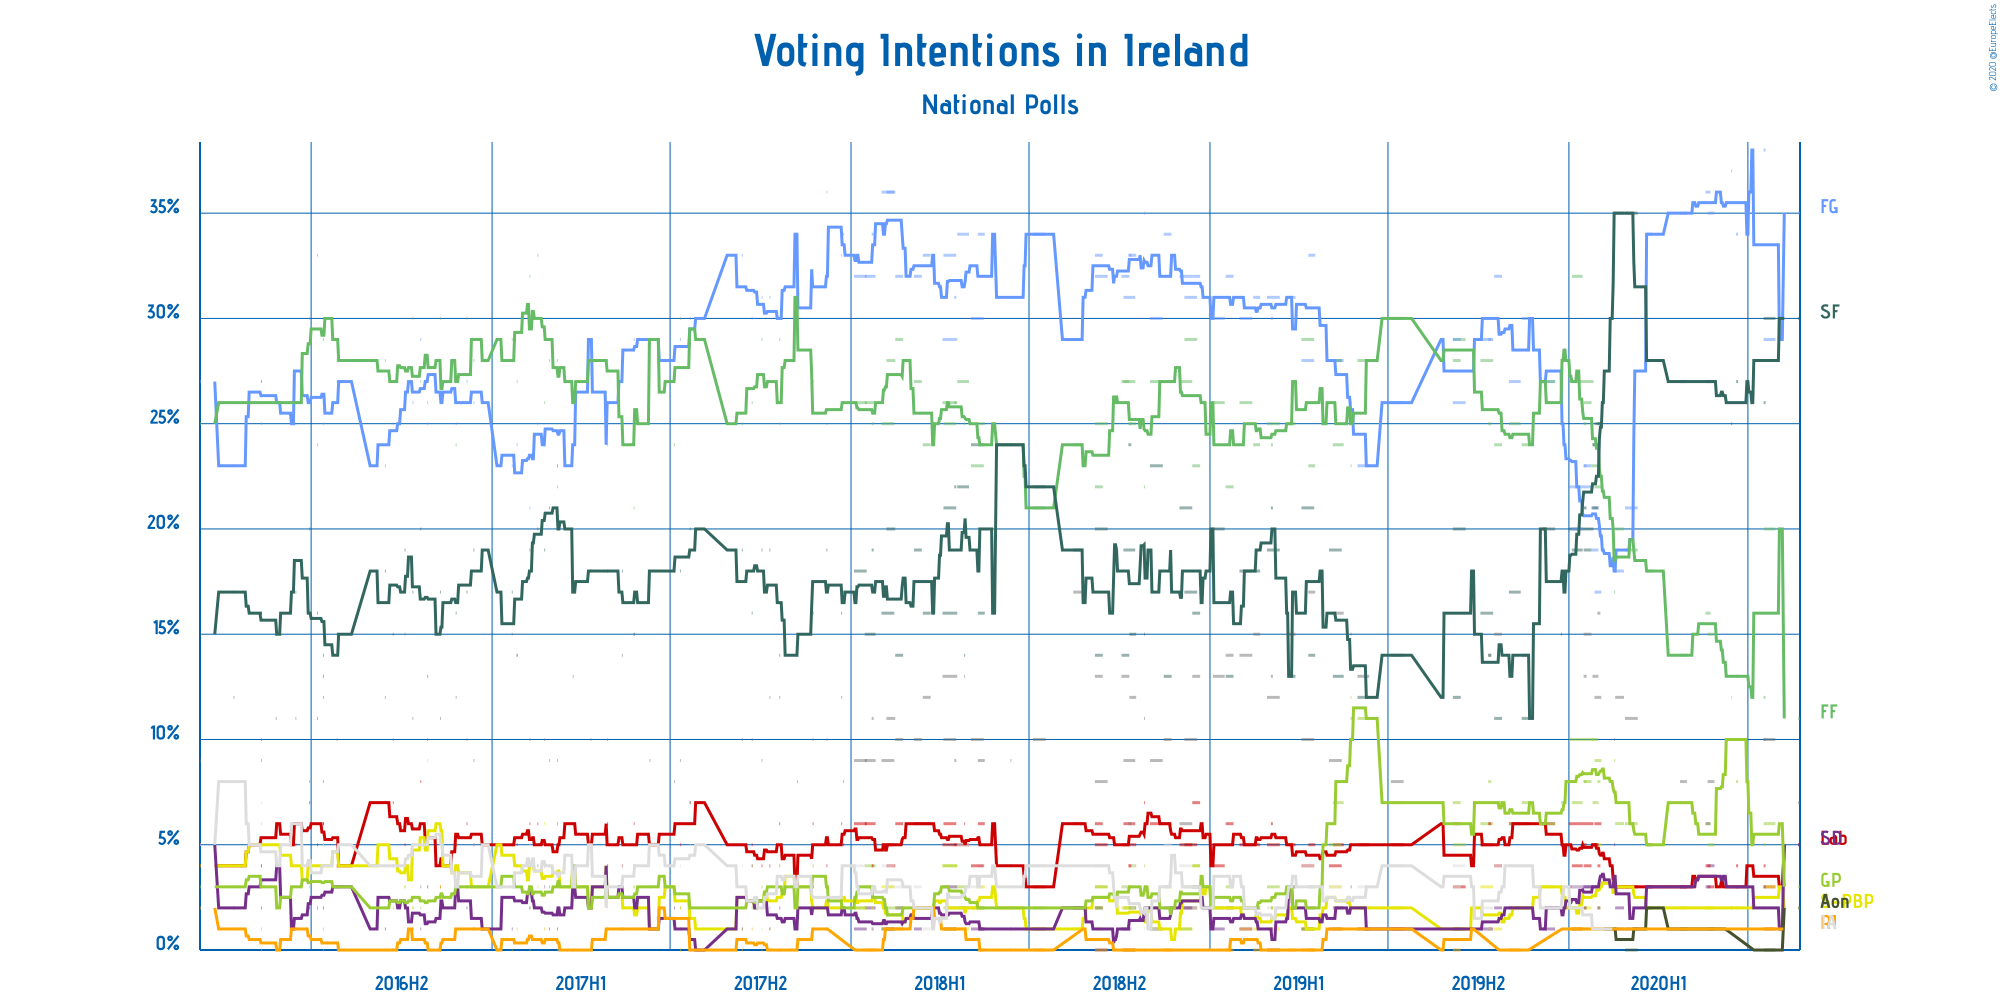 Voting Intentions in Ireland
National Polls
© 2020 @EuropeElects
35%
30%
25%
20%
15%
10%
5%
0%
FG
SF
FF
Lab
GP
PBP
Aon
2016H2
2017H1
2017H2
2018H1
2018H2
2019H1
2019H2
2020H1